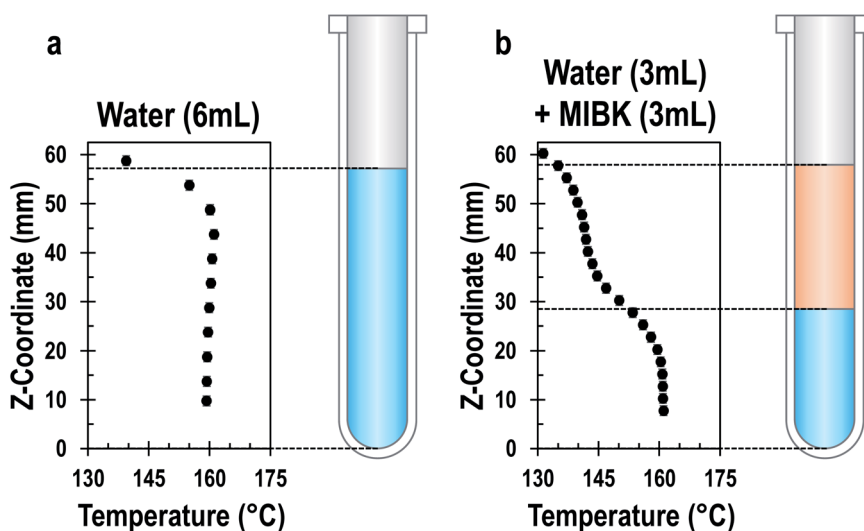 a
Water (6mL)
Z-Coordinate (mm)
60
50
40
30
20
10
0
130 145 160 175
Temperature (°C)
b
Water (3mL)
+ MIBK (3mL)
Z-Coordinate (mm)
60
50
40
30
20
10
0
130 145 160 175
Temperature (°C)